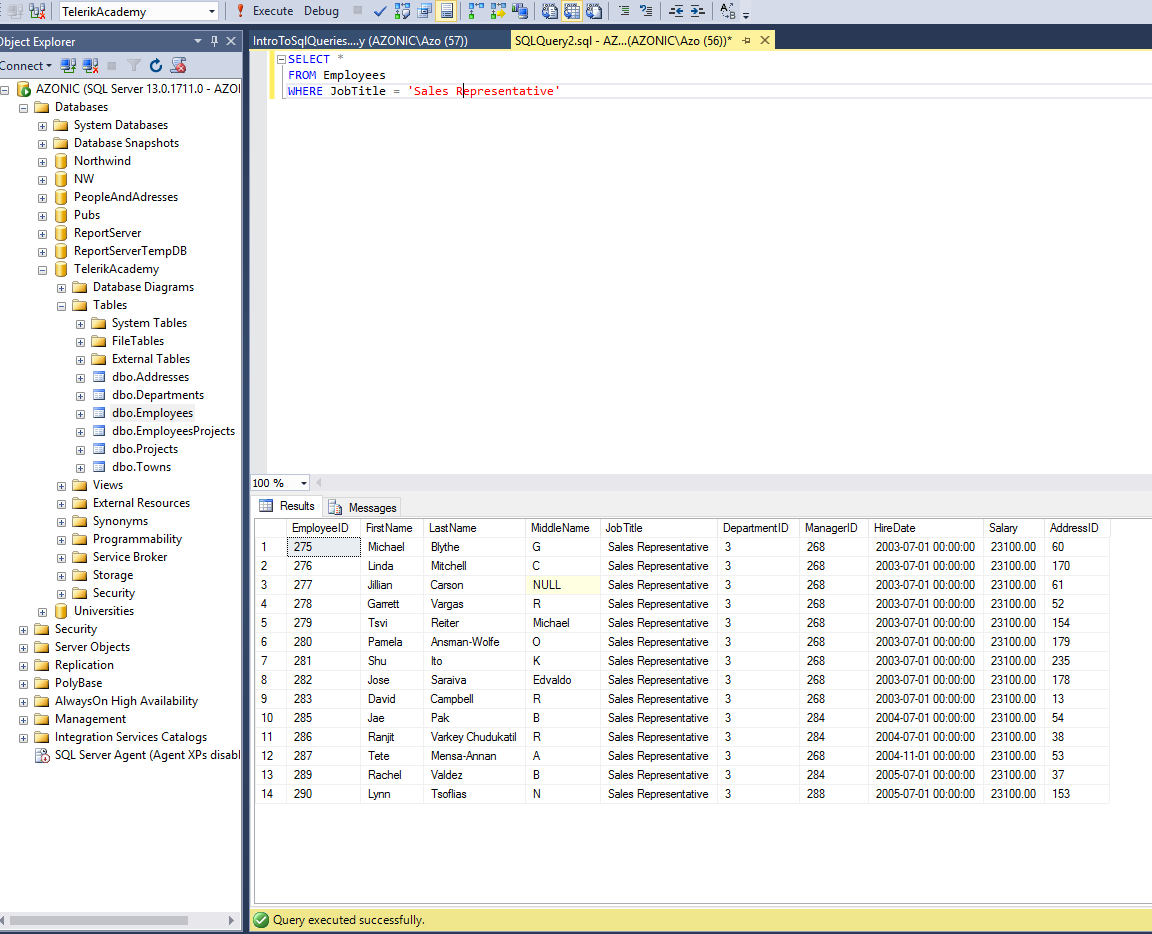 TelerikAcademy
Execute Debug
Object Explorer
IntroToSqlQueries....y (AZONIC\Azo (57))
SQLQuery2.sql - AZ...(AZONIC\Azo (56))*
Connect
AZONIC (SQL Server 13.0.1711.0 - AZOI
Databases
System Databases
Database Snapshots
Northwind
NW
PeopleAndAdresses
Pubs
ReportServer
ReportServerTempDB
TelerikAcademy
Database Diagrams
Tables
System Tables
FileTables
External Tables
dbo.Addresses
dbo.Departments
dbo.Employees
dbo.EmployeesProjects
dbo.Projects
dbo.Towns
Views
External Resources
Synonyms
Programmability
Service Broker
Storage
Security
Universities
Security
Server Objects
Replication
PolyBase
AlwaysOn High Availability
Management
Integration Services Catalogs
SQL Server Agent (Agent XPs disabl
SELECT *
FROM Employees
WHERE JobTitle = 'Sales Representative'
100 %
Results Messages
EmployeeID FirstName LastName MiddleName JobTitle DepartmentID ManagerID HireDate Salary AddressID
1 275 Michael Blythe G Sales Representative 3 268 2003-07-01 00:00:00 23100.00 60
2 276 Linda Mitchell C Sales Representative 3 268 2003-07-01 00:00:00 23100.00 170
3 277 Jillian Carson NULL Sales Representative 3 268 2003-07-01 00:00:00 23100.00 61
4 278 Garrett Vargas R Sales Representative 3 268 2003-07-01 00:00:00 23100.00 52
5 279 Tsvi Reiter Michael Sales Representative 3 268 2003-07-01 00:00:00 23100.00 154
6 280 Pamela Ansman-Wolfe O Sales Representative 3 268 2003-07-01 00:00:00 23100.00 179
7 281 Shu Ito K Sales Representative 3 268 2003-07-01 00:00:00 23100.00 235
8 282 Jose Saraiva Edvaldo Sales Representative 3 268 2003-07-01 00:00:00 23100.00 178
9 283 David Campbell R Sales Representative 3 268 2003-07-01 00:00:00 23100.00 13
10 285 Jae Pak B Sales Representative 3 284 2004-07-01 00:00:00 23100.00 54
11 286 Ranjit Varkey Chudukatil R Sales Representative 3 284 2004-07-01 00:00:00 23100.00 38
12 287 Tete Mensa-Annan A Sales Representative 3 268 2004-11-01 00:00:00 23100.00 53
13 289 Rachel Valdez B Sales Representative 3 284 2005-07-01 00:00:00 23100.00 37
14 290 Lynn Tsoflias N Sales Representative 3 288 2005-07-01 00:00:00 23100.00 153
Query executed successfully.